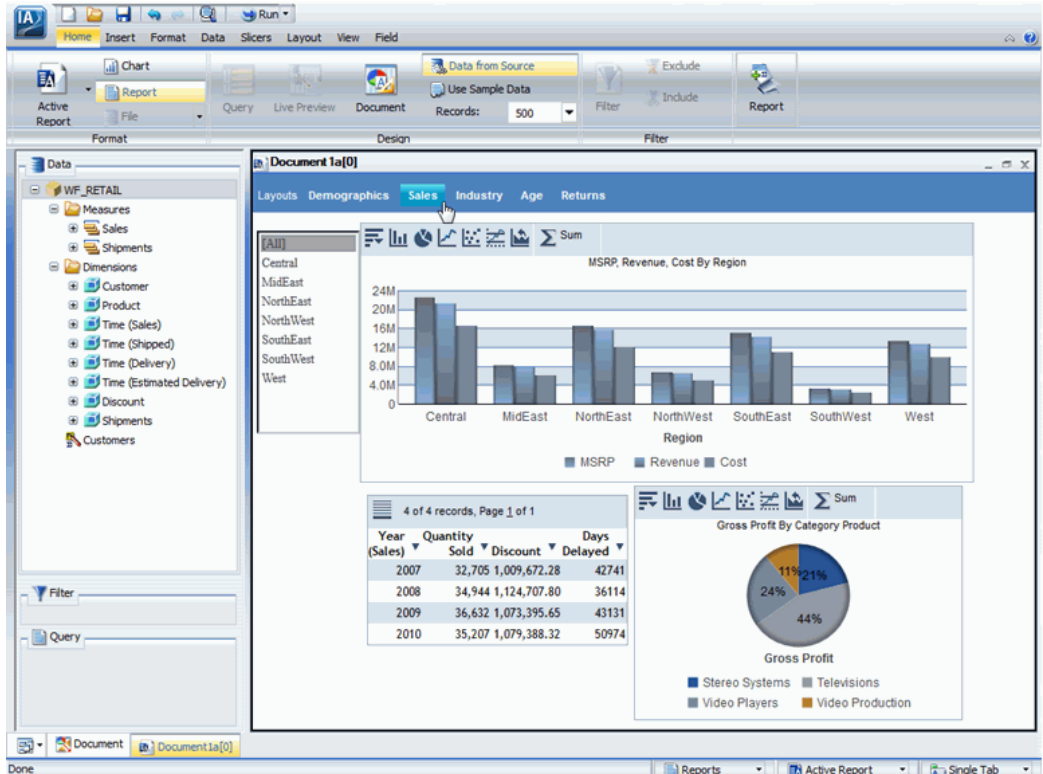 IA
Run
Home Insert Format Data Slicers Layout View Field
Active Report
Chart
Report
File
Format
Query
Live Preview
Document
Data from Source
Use Sample Data
Records: 500
Design
Filter
Exclude
Include
Filter
Report
Data
WF_RETAIL
Measures
Sales
Shipments
Dimensions
Customer
Product
Time (Sales)
Time (Shipped)
Time (Delivery)
Time (Estimated Delivery)
Discount
Shipments
Customers
Filter
Query
Document 1a[0]
Layouts Demographics Sales Industry Age Returns
[All]
Central
MidEast
NorthEast
NorthWest
SouthEast
SouthWest
West
Sum
MSRP, Revenue, Cost By Region
24M
20M
16M
12M
8.0M
4.0M
0
Central MidEast NorthEast NorthWest SouthEast SouthWest West
Region
MSRP Revenue Cost
4 of 4 records, Page 1 of 1
Year (Sales) Quantity Sold Discount Days Delayed
2007 32,705 1,009,672.28 42741
2008 34,944 1,124,707.80 36114
2009 36,632 1,073,395.65 43131
2010 35,207 1,079,388.32 50974
Sum
Gross Profit By Category Product
11% 21%
24%
44%
Gross Profit
Stereo Systems Televisions
Video Players Video Production
Document Document1a[0]
Done Reports Active Report Single Tab